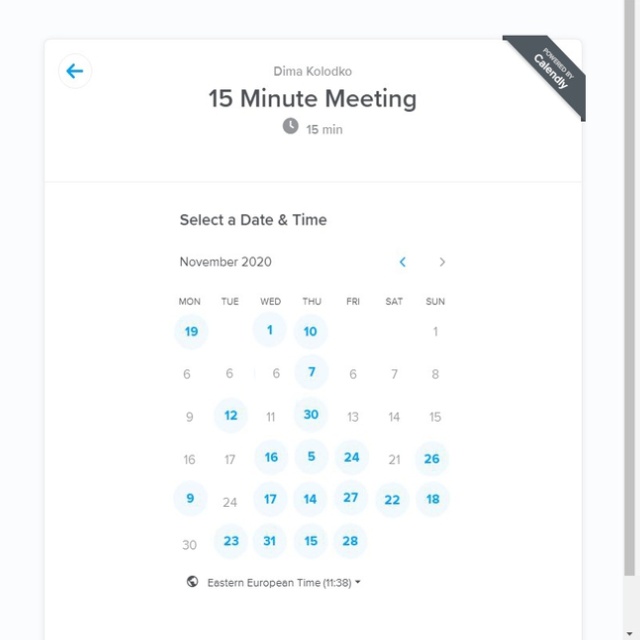 POWERED BY
Calendly
Dima Kolodko
15 Minute Meeting
15 min
Select a Date & Time
November 2020
MON TUE WED THU FRI SAT SUN
19 1 10 1
6 6 6 7 6 7 8
9 12 11 30 13 14 15
16 17 16 5 24 21 26
9 24 17 14 27 22 18
30 23 31 15 28
Eastern European Time (11:38)